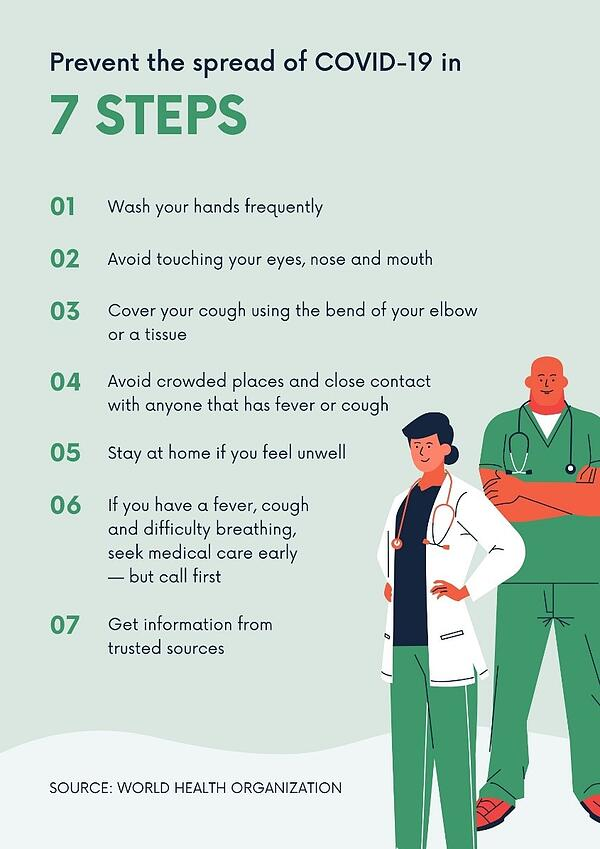 Prevent the spread of COVID-19 in
7 STEPS
01 Wash your hands frequently
02 Avoid touching your eyes, nose and mouth
03 Cover your cough using the bend of your elbow
or a tissue
04 Avoid crowded places and close contact
with anyone that has fever or cough
05 Stay at home if you feel unwell
06 If you have a fever, cough
and difficulty breathing,
seek medical care early
— but call first
07 Get information from
trusted sources
SOURCE: WORLD HEALTH ORGANIZATION